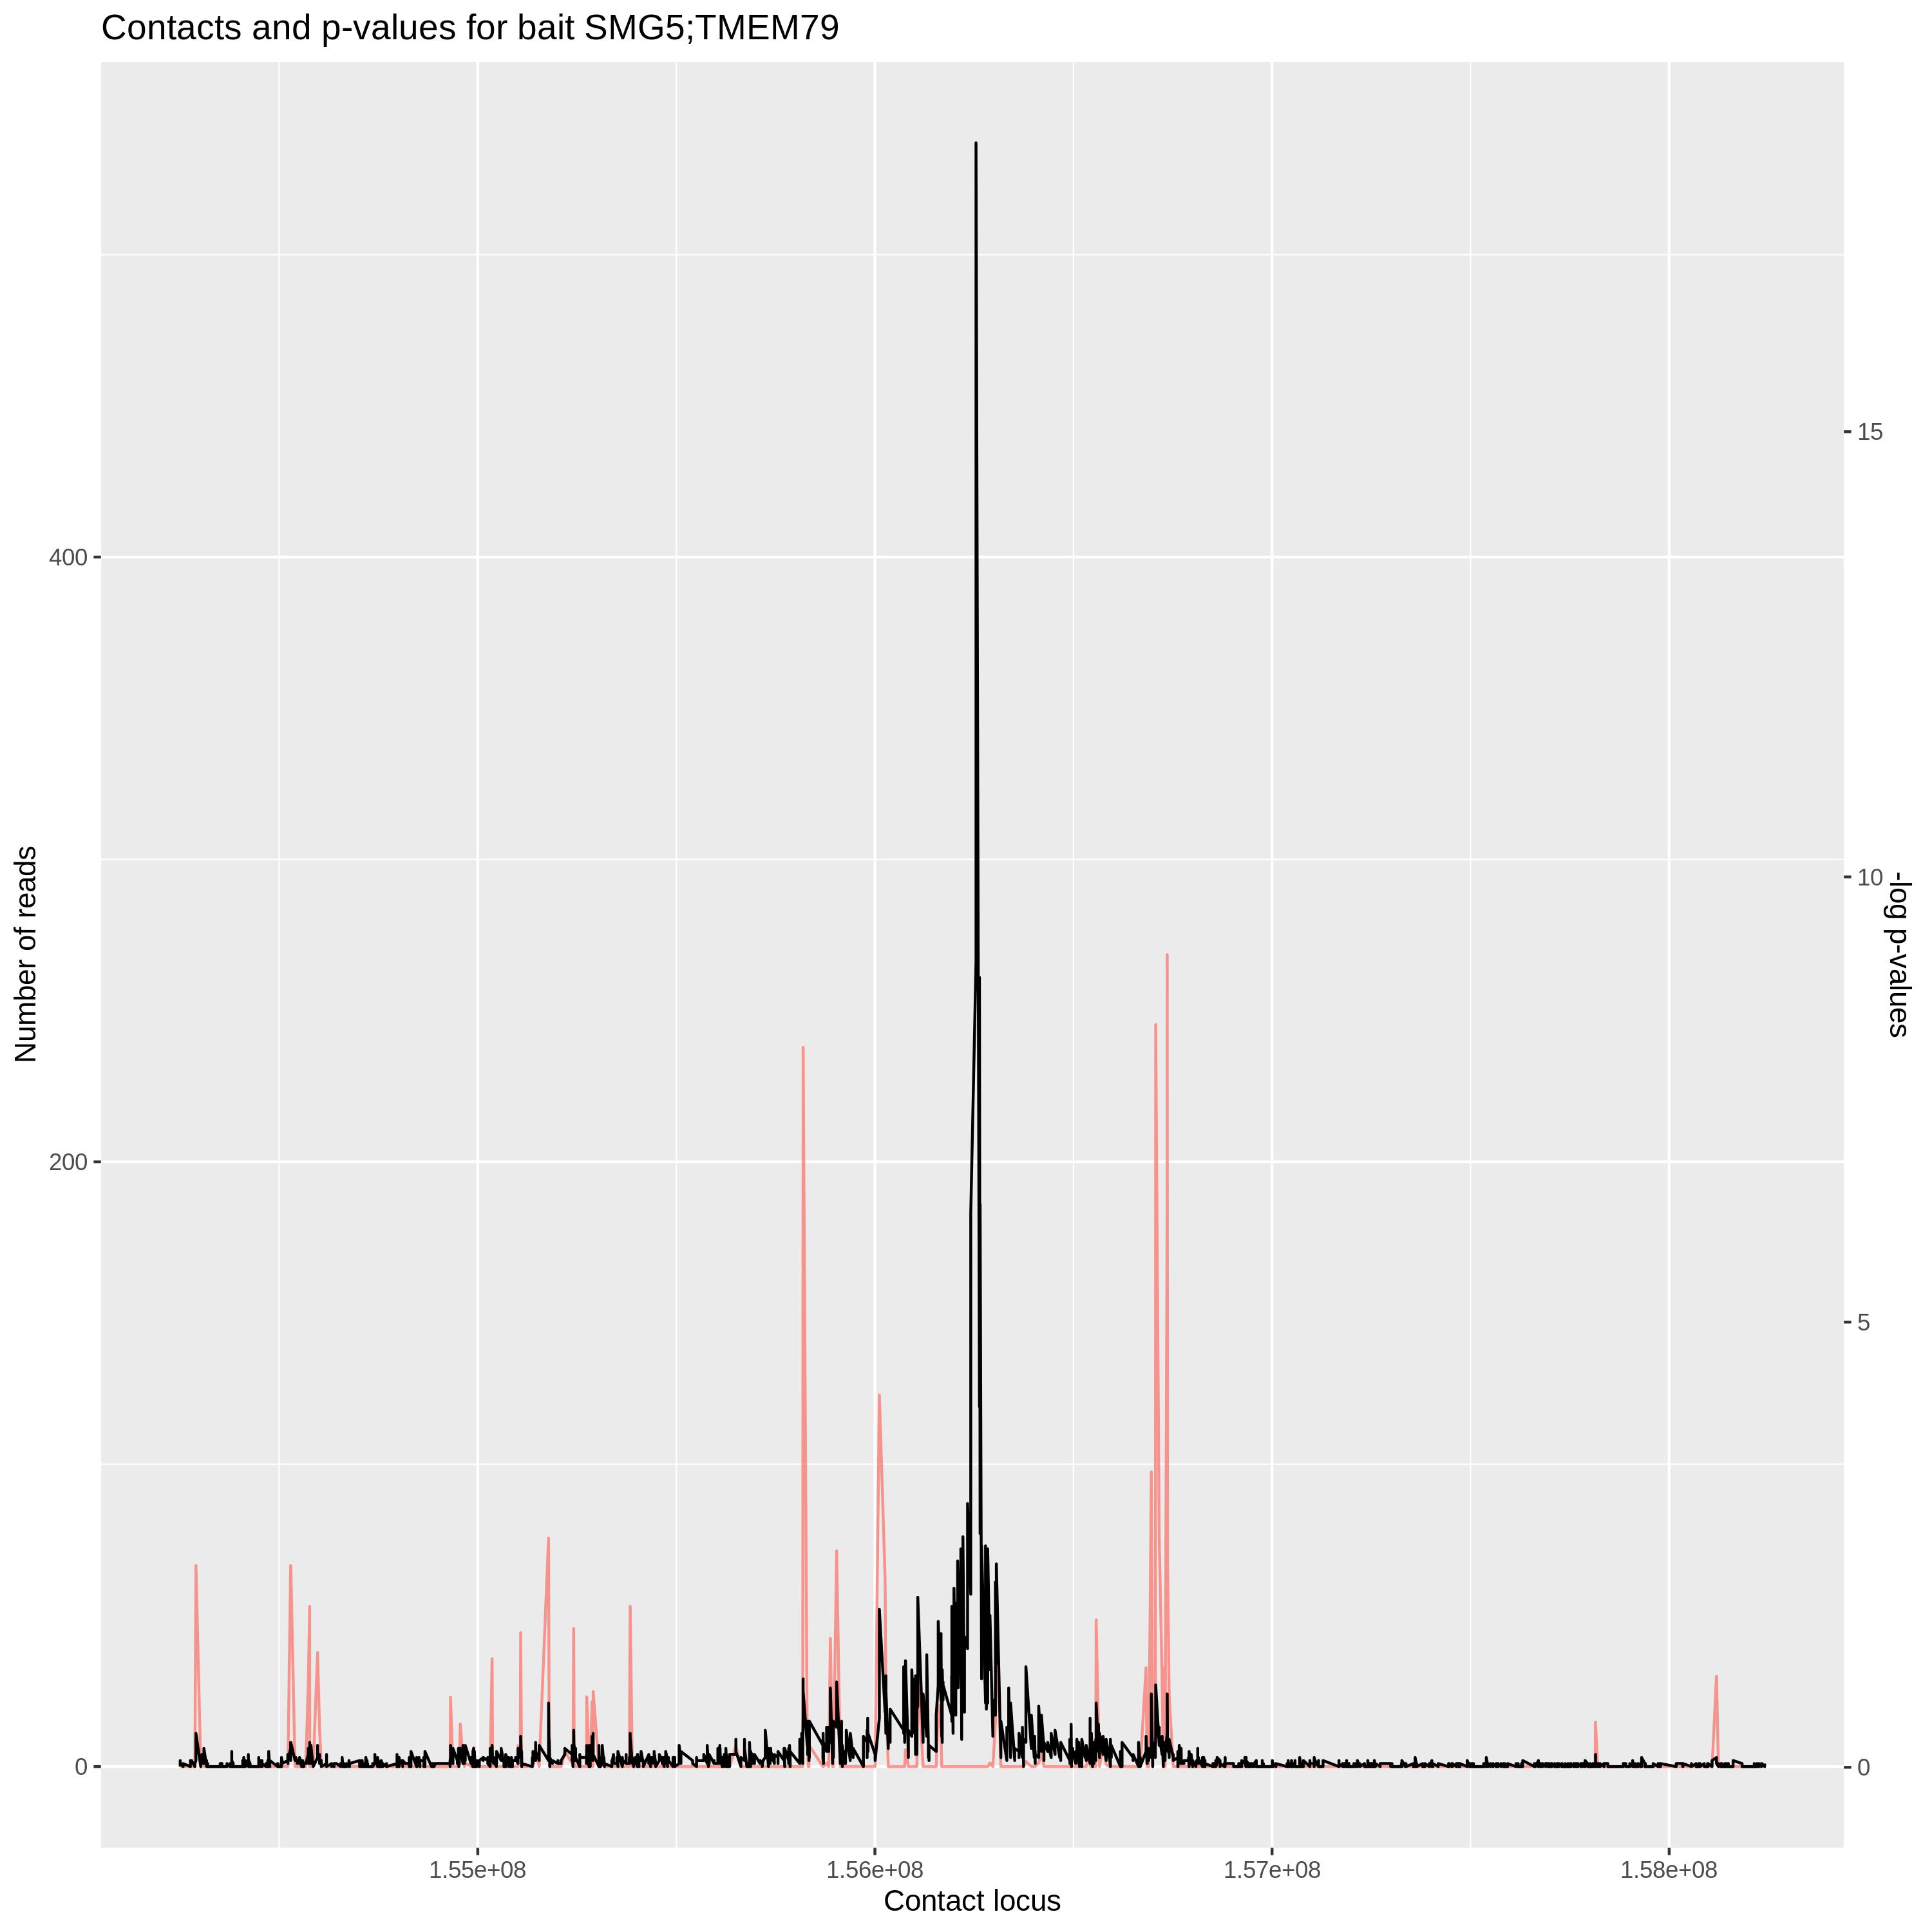 Contacts and p-values for bait SMG5;TMEM79
15
400
10
Number of reads
-log p-values
200
5
0
0
1.55e+08
1.56e+08
1.57e+08
1.58e+08
Contact locus